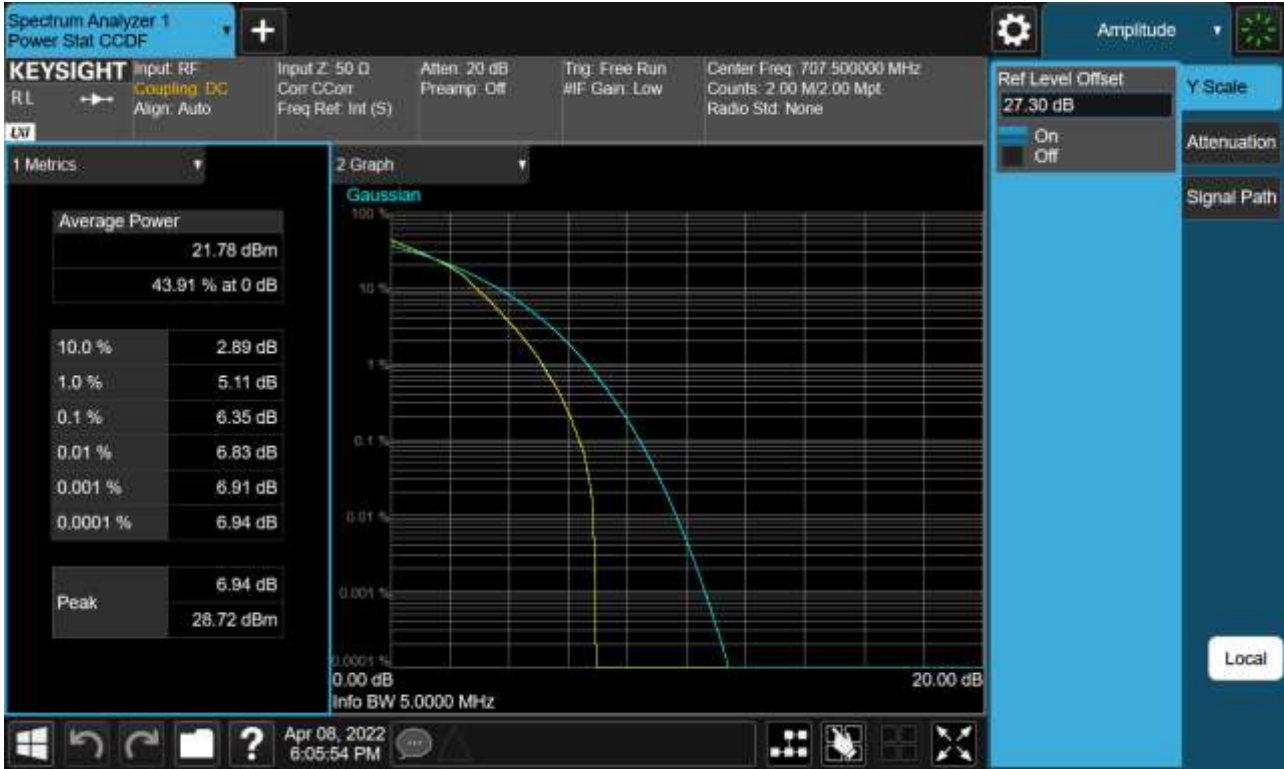 Spectrum Analyzer 1
Power Stat CCDF
+
Amplitude
KEYSIGHT
RL
LXI
Input: RF
Coupling: DC
Align: Auto
Input Z: 50 Ω
Corr CCorr
Freq Ref: Int (S)
Atten: 20 dB
Preamp: Off
Trig: Free Run
#IF Gain: Low
Center Freq: 707.500000 MHz
Counts: 2.00 M/2.00 Mpt
Radio Std: None
Ref Level Offset
27.30 dB
On
Off
Y Scale
Attenuation
Signal Path
Local
1 Metrics
Average Power
21.78 dBm
43.91 % at 0 dB
10.0 % 2.89 dB
1.0 % 5.11 dB
0.1 % 6.35 dB
0.01 % 6.83 dB
0.001 % 6.91 dB
0.0001 % 6.94 dB
Peak
6.94 dB
28.72 dBm
2 Graph
Gaussian
100 %
10 %
1 %
0.1 %
0.01 %
0.001 %
0.0001 %
0.00 dB 20.00 dB
Info BW 5.0000 MHz
?
Apr 08, 2022
6:05:54 PM